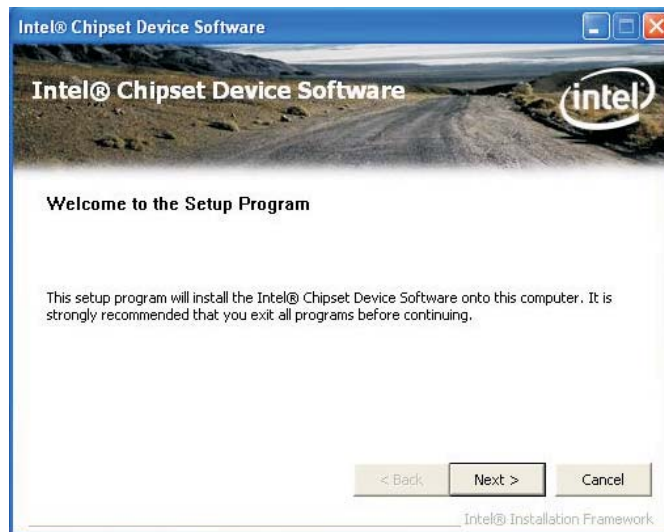 Intel® Chipset Device Software
Intel® Chipset Device Software
intel
Welcome to the Setup Program
This setup program will install the Intel® Chipset Device Software onto this computer. It is
strongly recommended that you exit all programs before continuing.
< Back
Next >
Cancel
Intel® Installation Framework